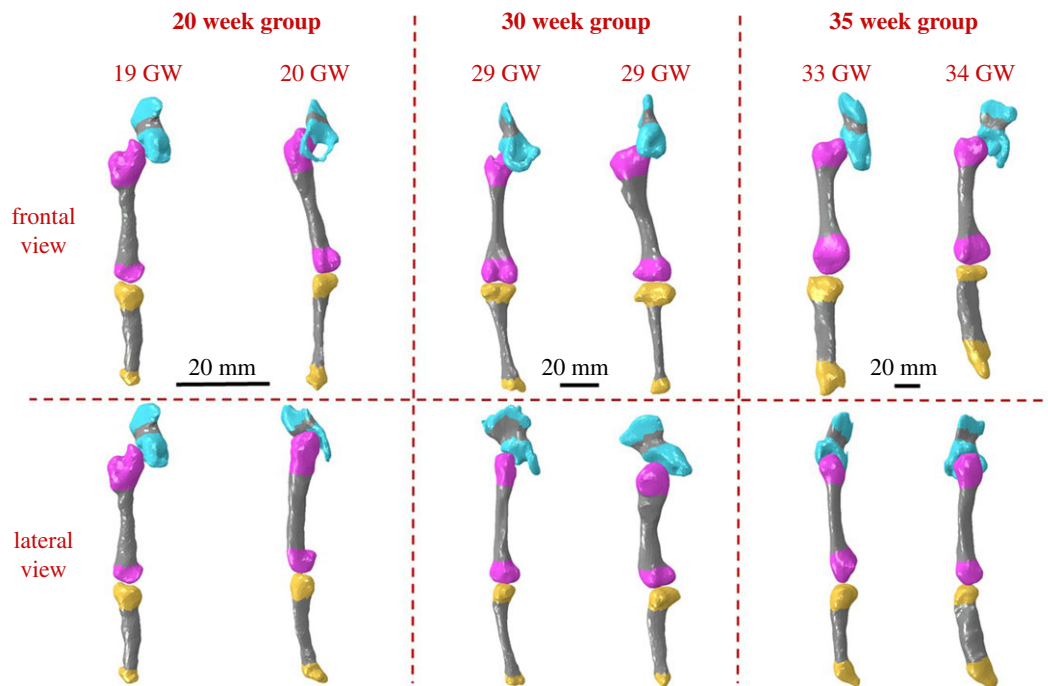 20 week group
30 week group
35 week group
19 GW
20 GW
29 GW
29 GW
33 GW
34 GW
frontal
view
20 mm
20 mm
20 mm
lateral
view